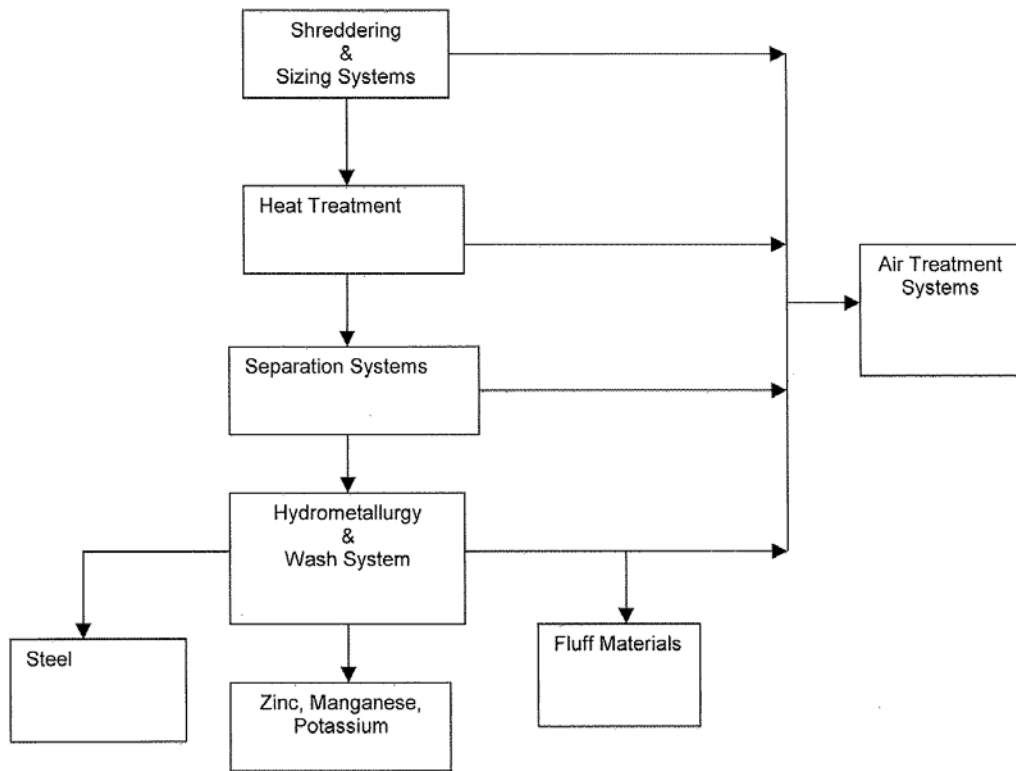 Shreddering
&
Sizing Systems
Heat Treatment
Air Treatment
Systems
Separation Systems
Hydrometallurgy
&
Wash System
Steel
Fluff Materials
Zinc, Manganese,
Potassium